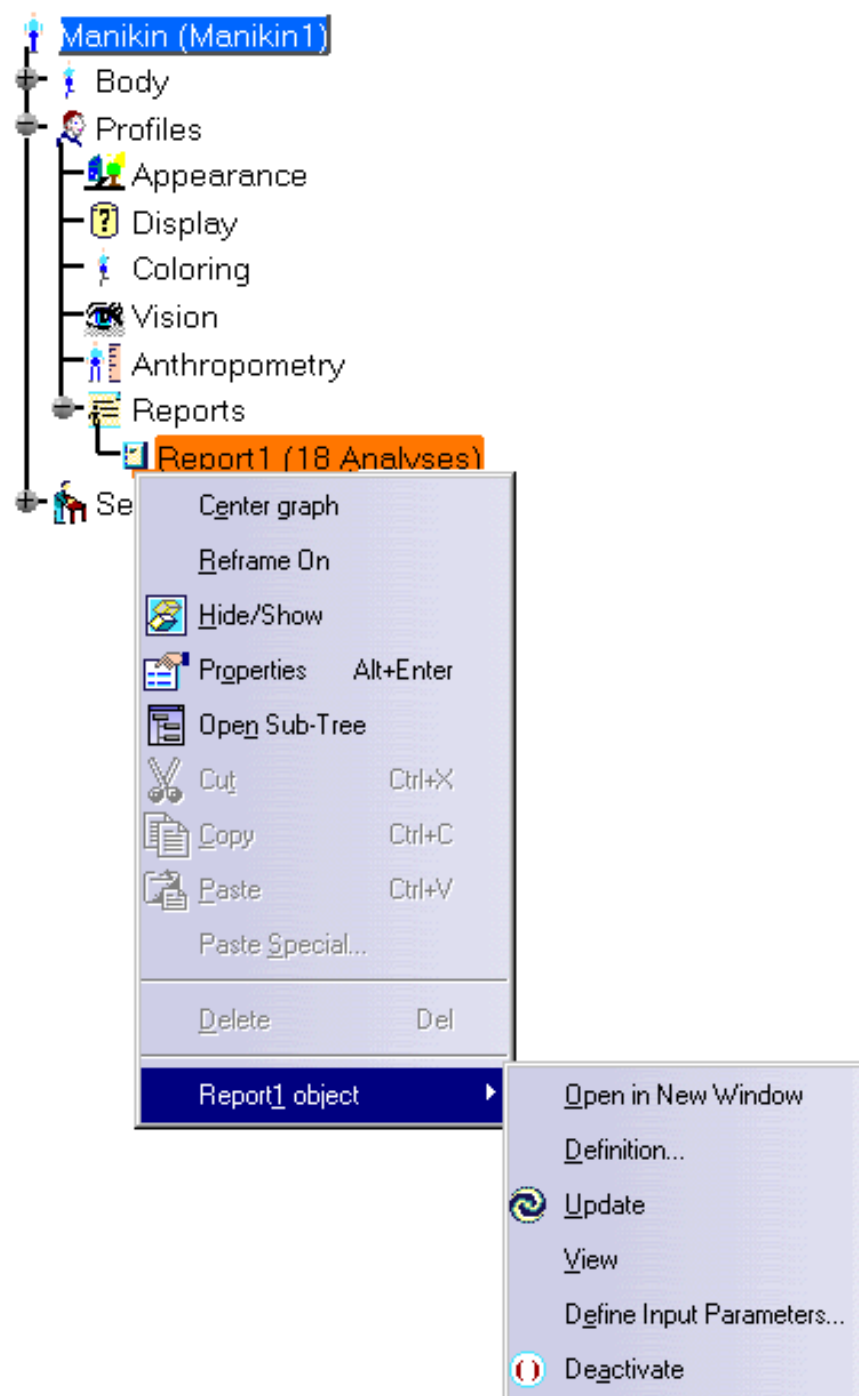 Manikin (Manikin1)
Body
Profiles
Appearance
Display
Coloring
Vision
Anthropometry
Reports
Report1 (18 Analyses)
Se
Center graph
Reframe On
Hide/Show
Properties Alt+Enter
Open Sub-Tree
Cut Ctrl+X
Copy Ctrl+C
Paste Ctrl+V
Paste Special...
Delete Del
Report1 object
Open in New Window
Definition...
Update
View
Define Input Parameters...
Deactivate